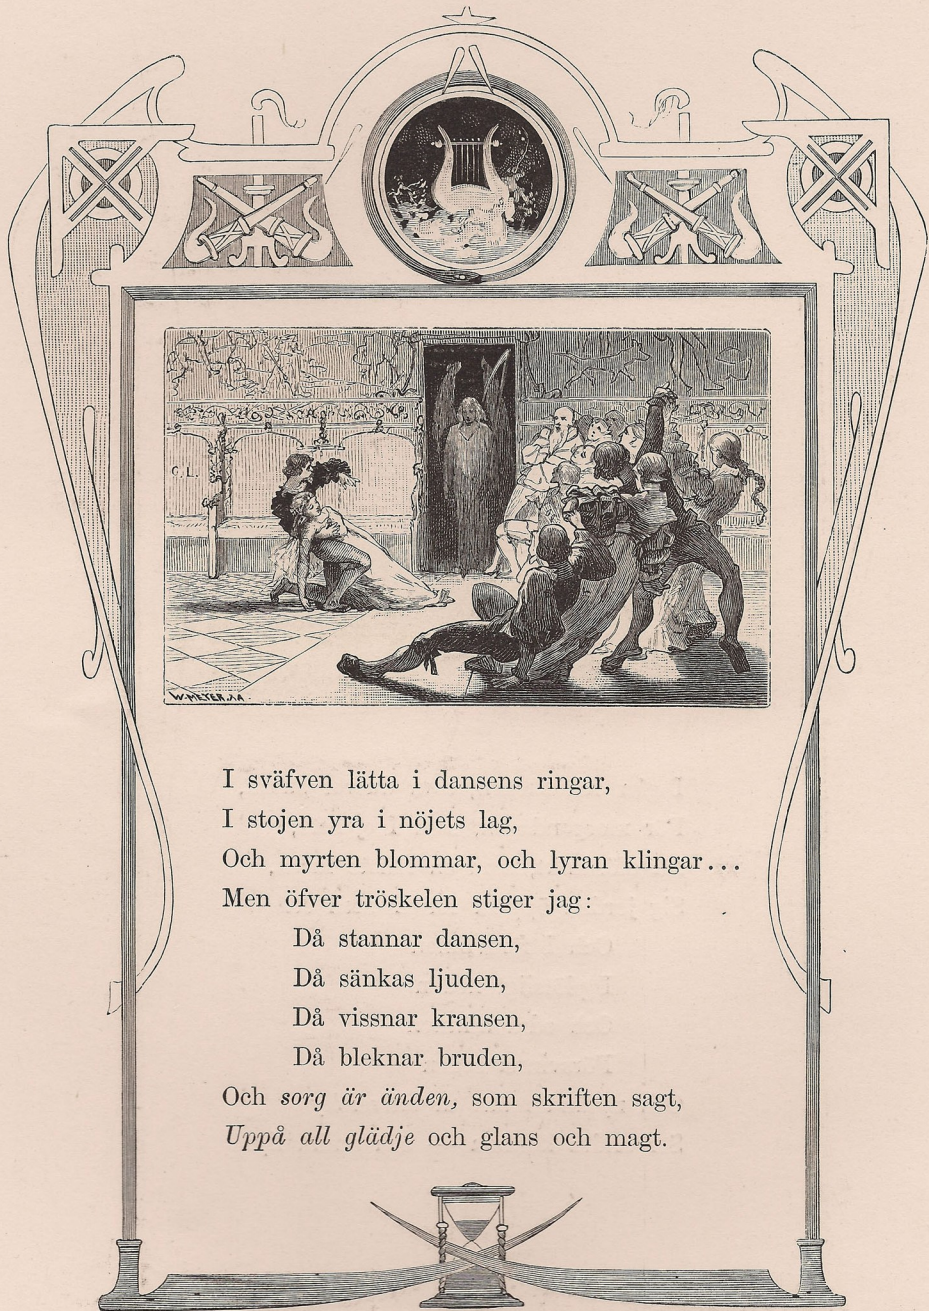 C. L.
W. MEYER. XA
I sväfven lätta i dansens ringar,
I stojen yra i nöjets lag,
Och myrten blommar, och lyran klingar...
Men öfver tröskelen stiger jag:
Då stannar dansen,
Då sänkas ljuden,
Då vissnar kransen,
Då bleknar bruden,
Och sorg är änden, som skriften sagt,
Uppå all glädje och glans och magt.